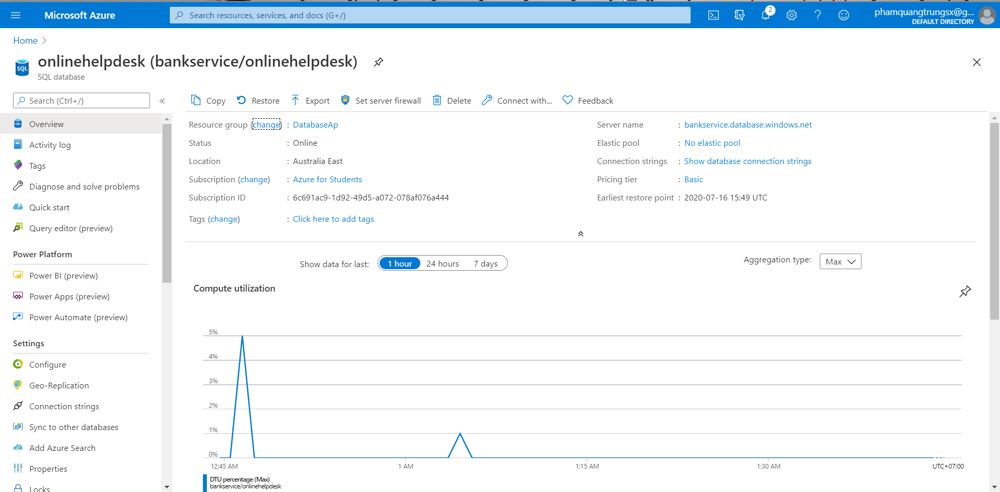 Microsoft Azure
Search resources, services, and docs (G+/)
2
phamquangtrungsx@g...
DEFAULT DIRECTORY
Home
onlinehelpdesk (bankservice/onlinehelpdesk)
SQL database
SQL
Search (Ctrl+/)
«
Overview
Activity log
Tags
Diagnose and solve problems
Quick start
Query editor (preview)
Power Platform
Power BI (preview)
Power Apps (preview)
Power Automate (preview)
Settings
Configure
Geo-Replication
Connection strings
Sync to other databases
Add Azure Search
Properties
Locks
Copy Restore Export Set server firewall Delete Connect with... Feedback
Resource group (change) : DatabaseAp
Status : Online
Location : Australia East
Subscription (change) : Azure for Students
Subscription ID : 6c691ac9-1d92-49d5-a072-078af076a444
Tags (change) : Click here to add tags
Server name : bankservice.database.windows.net
Elastic pool : No elastic pool
Connection strings : Show database connection strings
Pricing tier : Basic
Earliest restore point : 2020-07-16 15:49 UTC
Show data for last: 1 hour 24 hours 7 days
Aggregation type: Max
Compute utilization
5%
4%
3%
2%
1%
0%
12:45 AM 1 AM 1:15 AM 1:30 AM UTC+07:00
DTU percentage (Max)
bankservice/onlinehelpdesk